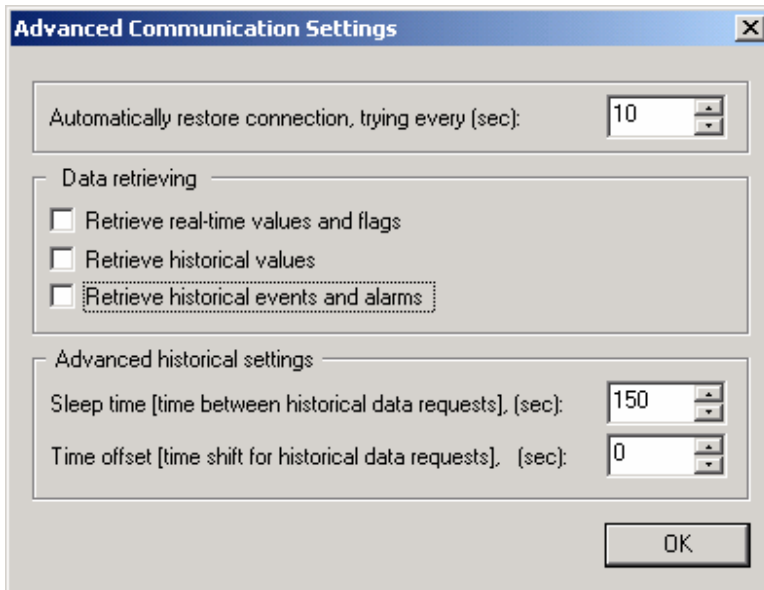 Advanced Communication Settings
Automatically restore connection, trying every (sec): 10
Data retrieving
Retrieve real-time values and flags
Retrieve historical values
Retrieve historical events and alarms
Advanced historical settings
Sleep time [time between historical data requests], (sec): 150
Time offset [time shift for historical data requests], (sec): 0
OK